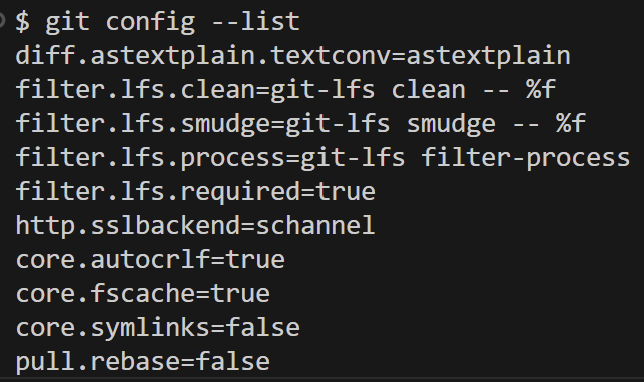 $ git config --list
diff.astextplain.textconv=astextplain
filter.lfs.clean=git-lfs clean -- %f
filter.lfs.smudge=git-lfs smudge -- %f
filter.lfs.process=git-lfs filter-process
filter.lfs.required=true
http.sslbackend=schannel
core.autocrlf=true
core.fscache=true
core.symlinks=false
pull.rebase=false